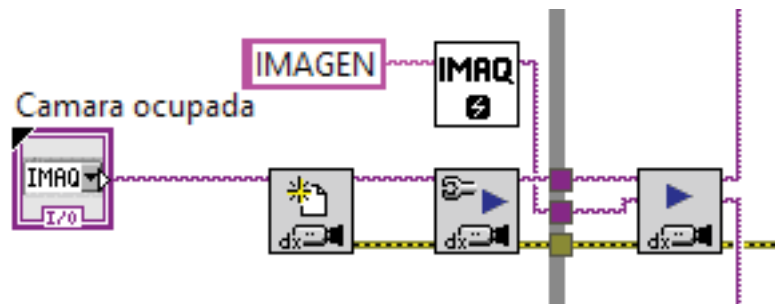 IMAGEN
IMAQ
Camara ocupada
IMAQ
I/O
dx
dx
dx